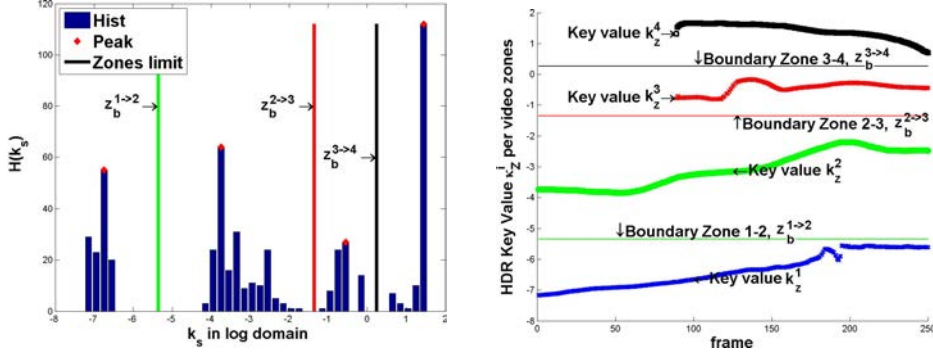 Hist
Peak
Zones limit
z_b^{1->2}
z_b^{2->3}
z_b^{3->4}
H(k_s)
120
100
80
60
40
20
0
-8 -7 -6 -5 -4 -3 -2 -1 0 1 2
k_s in log domain
HDR Key Value κ_z^i per video zones
2
1
0
-1
-2
-3
-4
-5
-6
-7
-8
Key value k_z^4→
↓Boundary Zone 3-4, z_b^{3->4}
Key value k_z^3→
↑Boundary Zone 2-3, z_b^{2->3}
←Key value k_z^2
↓Boundary Zone 1-2, z_b^{1->2}
←Key value k_z^1
0 50 100 150 200 250
frame